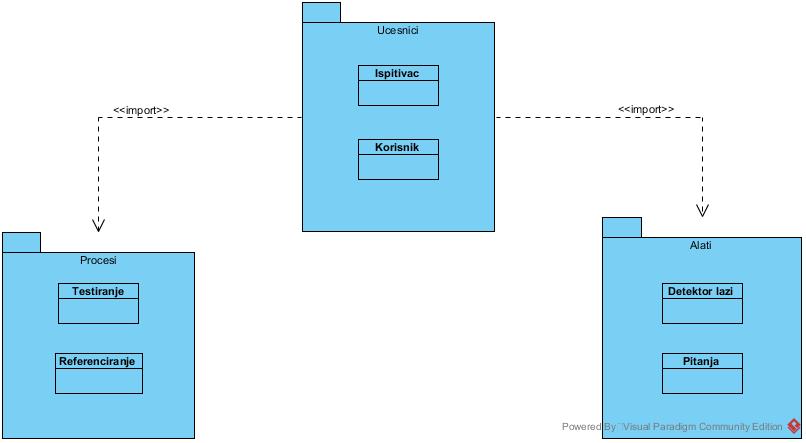 Ucesnici
Ispitivac
<<import>>
<<import>>
Korisnik
Procesi
Alati
Testiranje
Detektor lazi
Referenciranje
Pitanja
Powered By Visual Paradigm Community Edition